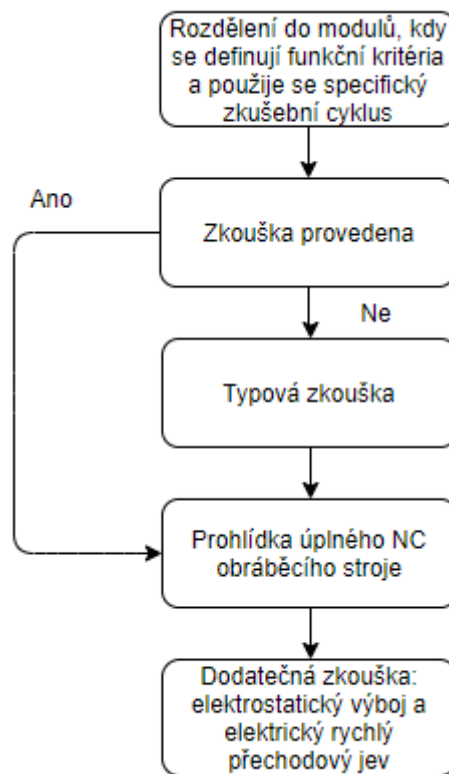 Rozdělení do modulů, kdy
se definují funkční kritéria
a použije se specifický
zkušební cyklus
Ano
Zkouška provedena
Ne
Typová zkouška
Prohlídka úplného NC
obráběcího stroje
Dodatečná zkouška:
elektrostatický výboj a
elektrický rychlý
přechodový jev